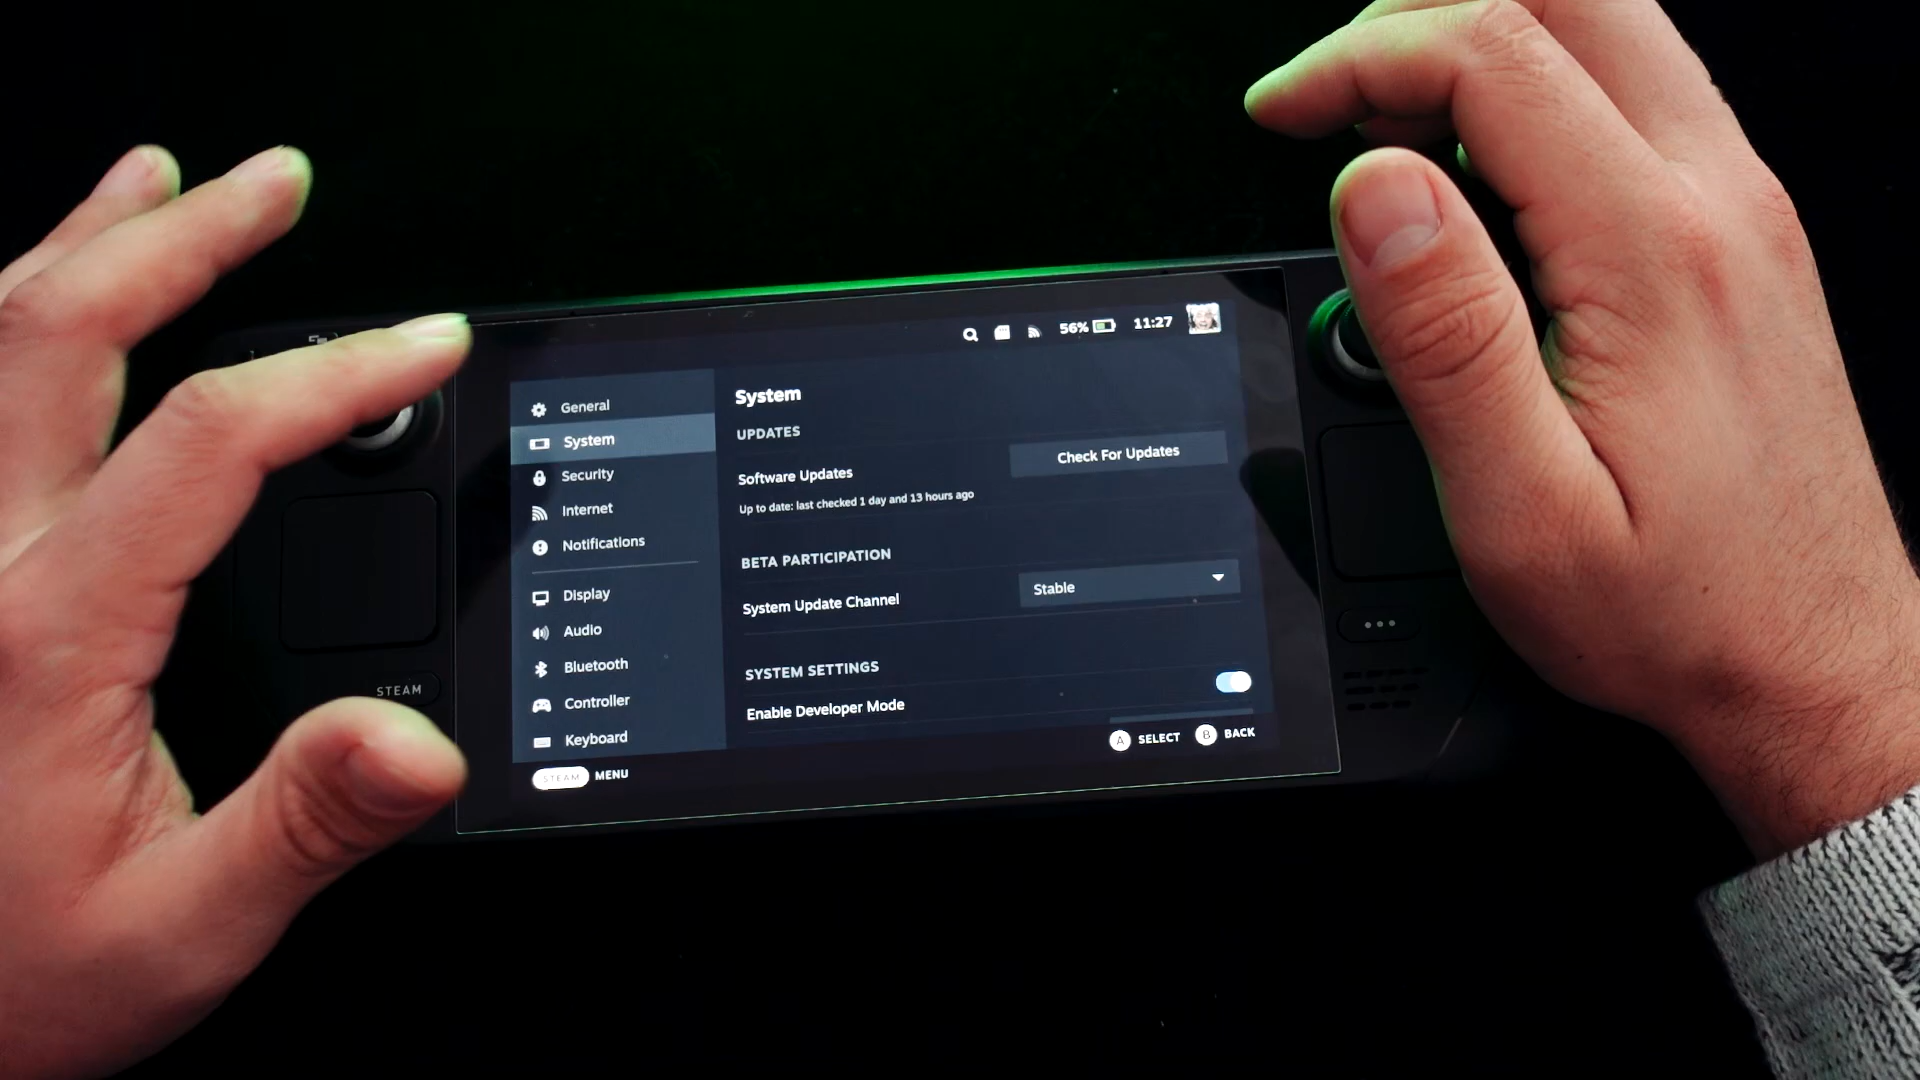 56% 11:27
General
System
Security
Internet
Notifications
Display
Audio
Bluetooth
Controller
Keyboard
System
UPDATES
Software Updates
Check For Updates
Up to date: last checked 1 day and 13 hours ago
BETA PARTICIPATION
System Update Channel
Stable
SYSTEM SETTINGS
Enable Developer Mode
STEAM MENU
A SELECT B BACK
STEAM